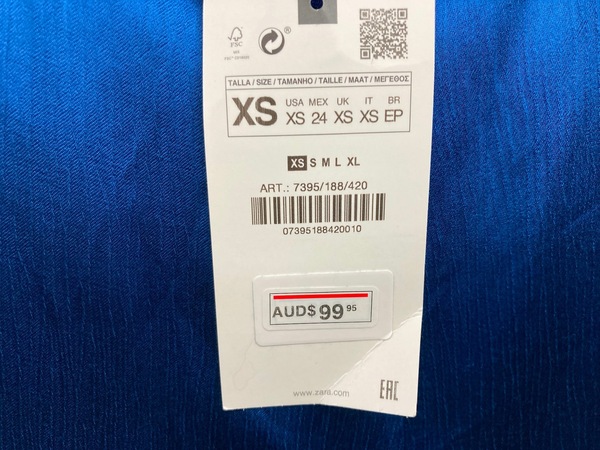 FSC
TALLA / SIZE / TAMANHO / TAILLE / MAAT / ΜΕΓΕΘΟΣ
XS
USA MEX UK IT BR
XS 24 XS XS EP
XS S M L XL
ART.: 7395/188/420
07395188420010
AUD$ 99 95
www.zara.com
EAC